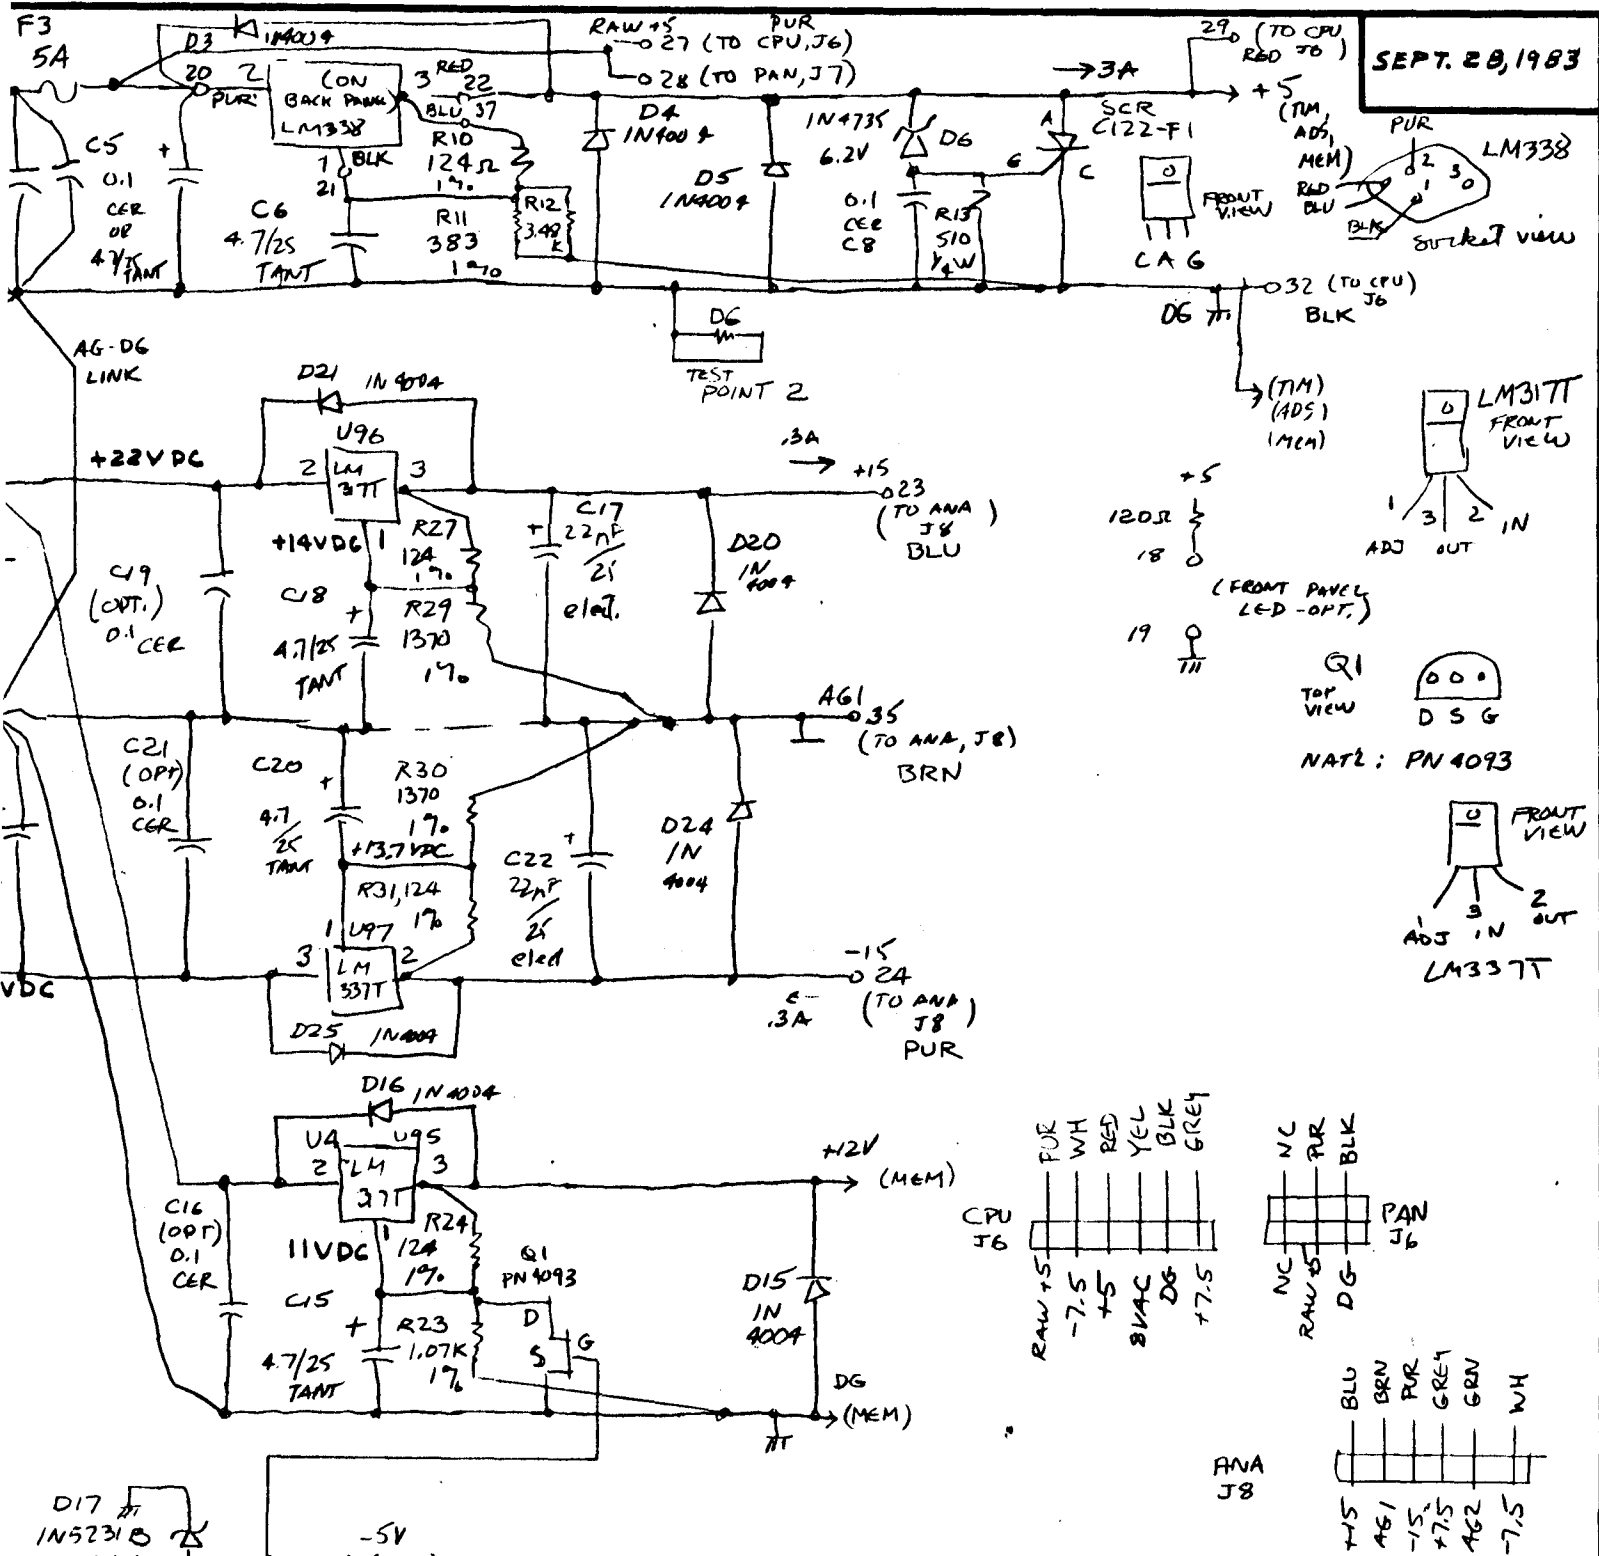 F3
5A
D3
1N4004
20
PUR
2
(ON
BACK PANEL)
LM338
3
RED
22
BLU 37
1
BLK
21
RAW +5
PUR
27 (TO CPU, J6)
28 (TO PAN, J7)
29 (TO CPU
RED J6)
SEPT. 28, 1983
C5
0.1
CER
OR
4.7/25
TANT
+
C6
4.7/25
TANT
R10
124Ω
1%
R11
383
1%
R12
3.48
K
D4
1N4004
D5
1N4004
1N4735
6.2V
D6
0.1
CER
C8
R13
510
1/4W
→3A
SCR
C122-F1
A
G
C
FRONT
VIEW
C A G
+5
(TIM,
ADS,
MEM)
PUR
LM338
2
1
3
RED
BLU
BLK
Socket view
DG
32 (TO CPU)
J6
BLK
(TIM)
(ADS)
(MEM)
DG
TEST
POINT 2
AG-DG
LINK
D21
1N4004
U96
+22VDC
2
LM
317T
3
+14VDC
1
R27
124
1%
R29
1370
1%
C19
(OPT.)
0.1
CER
C18
+
4.7/25
TANT
C17
+
22µF
/
25
elect.
D20
1N
4004
.3A
+15
23
(TO ANA
J8)
BLU
+5
120Ω
18
(FRONT PANEL
LED-OPT.)
19
LM317T
FRONT
VIEW
1
3
2
IN
ADJ
OUT
Q1
TOP
VIEW
D S G
NAT'L: PN4093
AG1
35
(TO ANA, J8)
BRN
C21
(OPT)
0.1
CER
C20
+
4.7
/
25
TANT
R30
1370
1%
+13.7VDC
R31, 124
1%
1
U97
3
LM
337T
2
C22
+
22µF
/
25
elect
D24
1N
4004
-15
24
(TO ANA
J8)
PUR
.3A
VDC
D25
1N4004
FRONT
VIEW
1
3
2
ADJ
IN
OUT
LM337T
D16
1N4004
U4
U95
2
LM
317T
3
1
11VDC
R24
124
1%
Q1
PN4093
D
S
G
C16
(OPT)
0.1
CER
C15
+
4.7/25
TANT
R23
1.07K
1%
D15
1N
4004
+12V
(MEM)
DG
(MEM)
CPU
J6
PUR
WH
RED
YEL
BLK
GREY
RAW +5
-7.5
+5
8VAC
DG
+7.5
NC
PUR
BLK
PAN
J6
NC
RAW +5
DG
ANA
J8
BLU
BRN
PUR
GREY
GRN
WH
+15
AG1
-15
+7.5
AG2
-7.5
D17
1N5231B
-5V